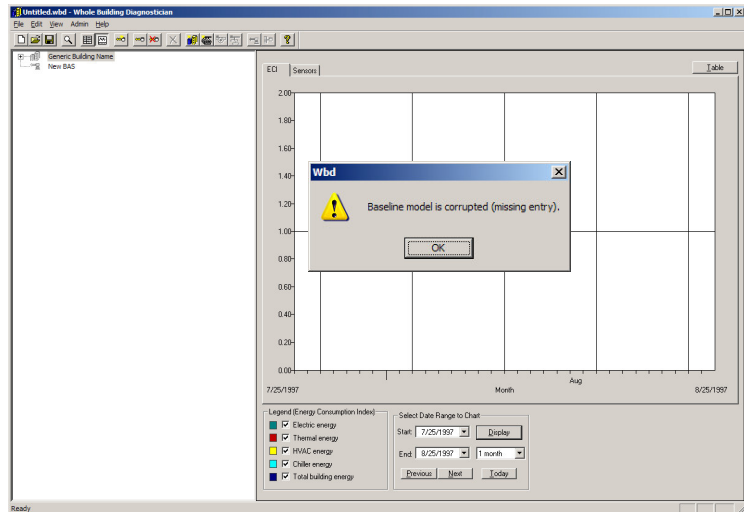 Untitled.wbd - Whole Building Diagnostician
File Edit View Admin Help
Generic Building Name
New BAS
ECI Sensors Table
2.00
1.80
1.60
1.40
1.20
1.00
0.80
0.60
0.40
0.20
0.00
Wbd
Baseline model is corrupted (missing entry).
OK
Aug
7/25/1997 Month 8/25/1997
Legend (Energy Consumption Index)
Electric energy
Thermal energy
HVAC energy
Chiller energy
Total building energy
Select Date Range to Chart
Start: 7/25/1997 Display
End: 8/25/1997 1 month
Previous Next Today
Ready